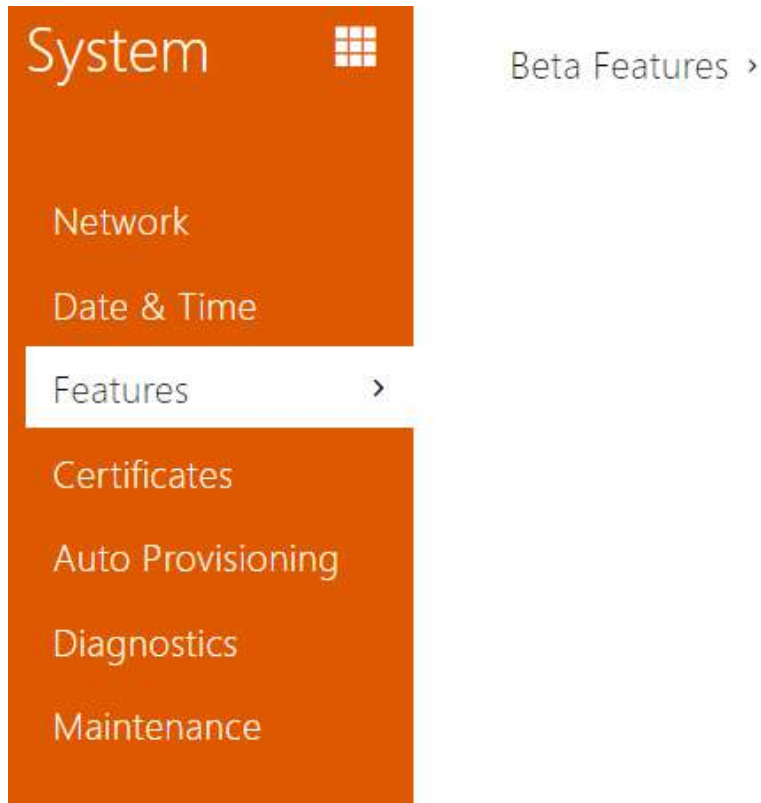 System
Beta Features ›
Network
Date & Time
Features ›
Certificates
Auto Provisioning
Diagnostics
Maintenance